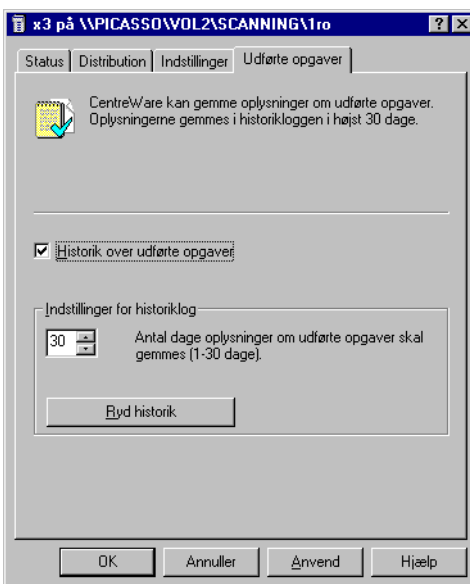 x3 på \\PICASSO\VOL2\SCANNING\1ro
Status
Distribution
Indstillinger
Udførte opgaver
CentreWare kan gemme oplysninger om udførte opgaver.
Oplysningerne gemmes i historikloggen i højst 30 dage.
Historik over udførte opgaver
Indstillinger for historiklog
30
Antal dage oplysninger om udførte opgaver skal
gemmes (1-30 dage).
Ryd historik
OK
Annuller
Anvend
Hjælp